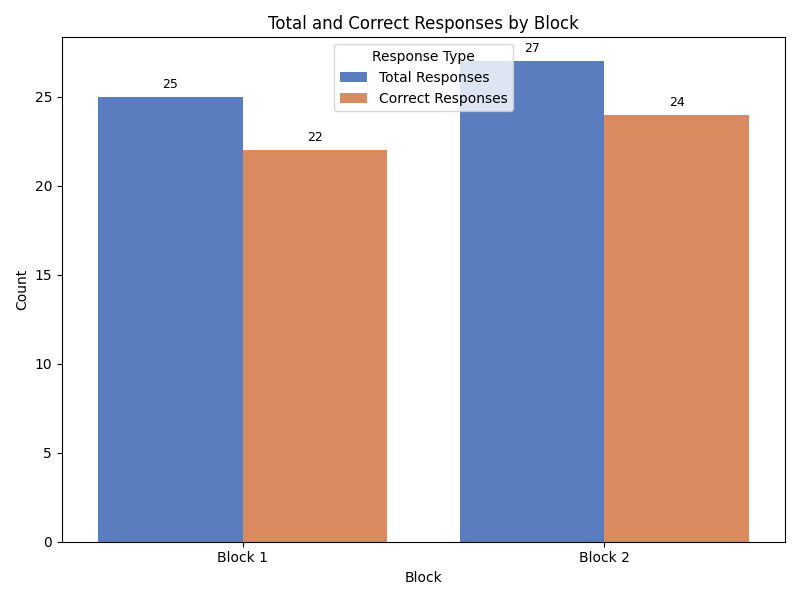 Total and Correct Responses by Block
Response Type
Total Responses
Correct Responses
25
22
27
24
Count
25
20
15
10
5
0
Block 1
Block 2
Block